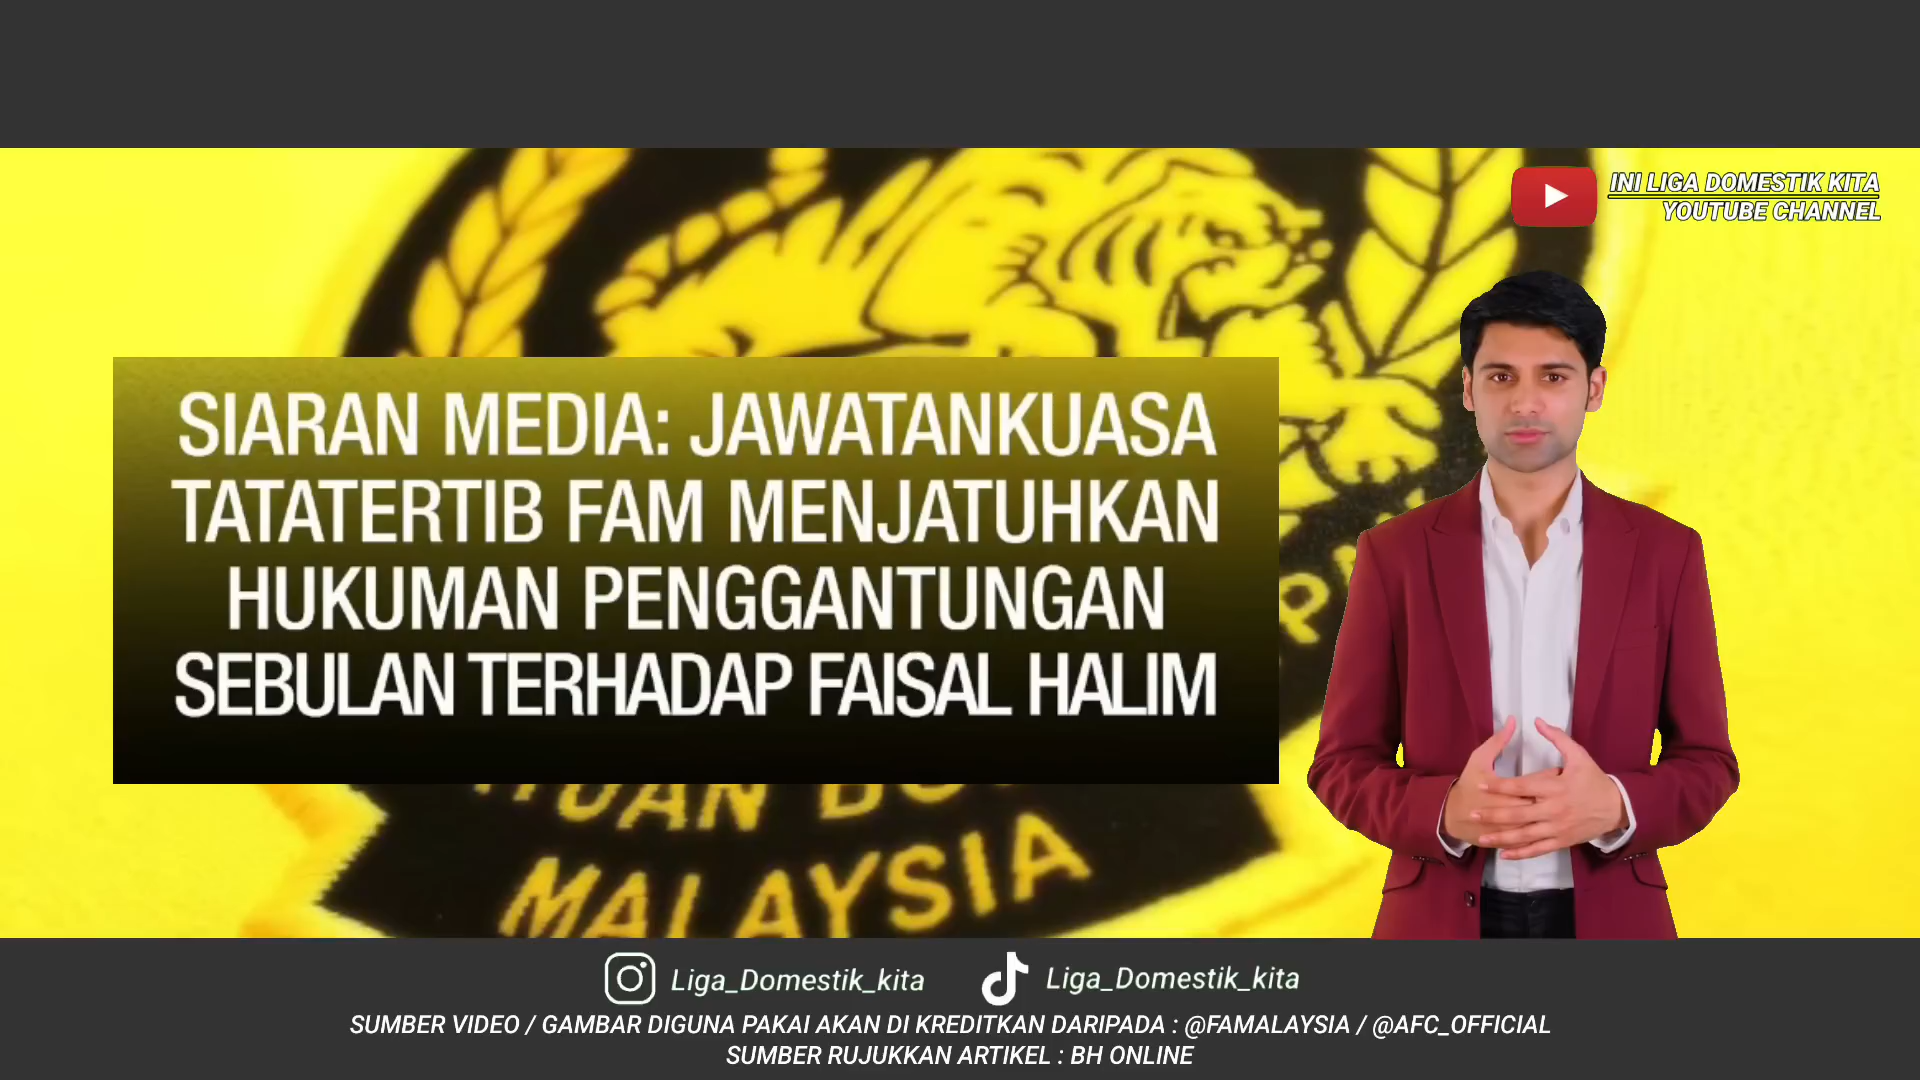 INI LIGA DOMESTIK KITA
YOUTUBE CHANNEL
SIARAN MEDIA: JAWATANKUASA
TATATERTIB FAM MENJATUHKAN
HUKUMAN PENGGANTUNGAN
SEBULAN TERHADAP FAISAL HALIM
MALAYSIA
Liga_Domestik_kita
Liga_Domestik_kita
SUMBER VIDEO / GAMBAR DIGUNA PAKAI AKAN DI KREDITKAN DARIPADA : @FAMALAYSIA / @AFC_OFFICIAL
SUMBER RUJUKKAN ARTIKEL : BH ONLINE